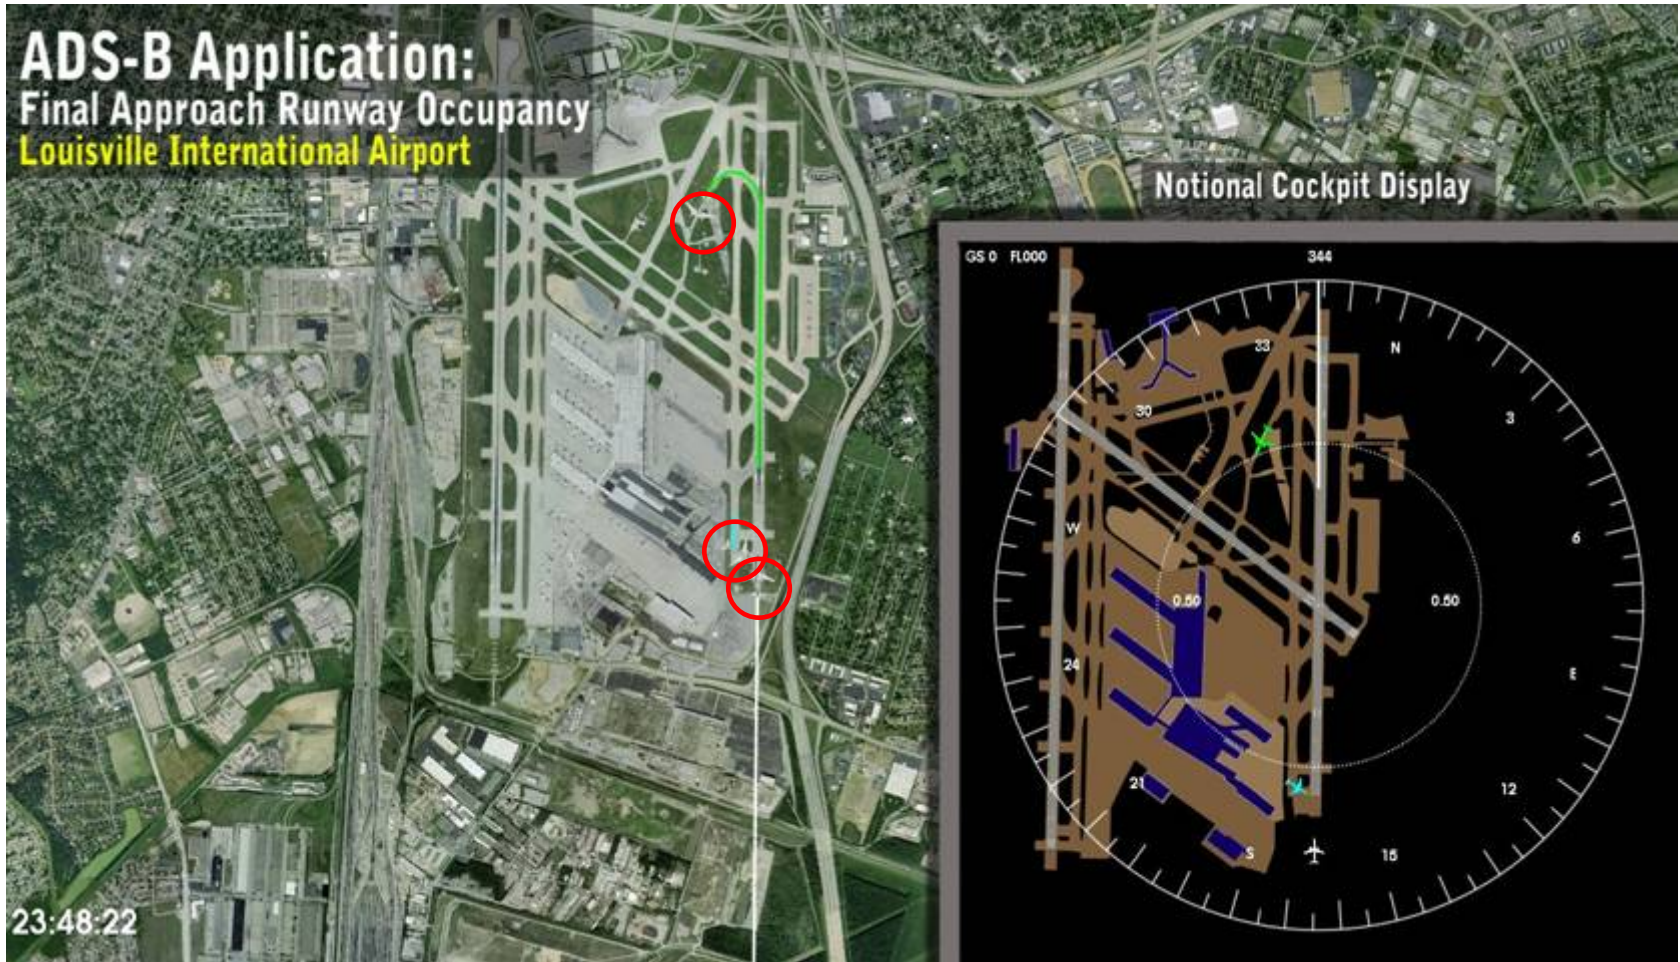 ADS-B Application:
Final Approach Runway Occupancy
Louisville International Airport
Notional Cockpit Display
GS 0 FL000
344
33
N
30
3
W
6
0.50
0.50
24
E
21
12
S
15
23:48:22